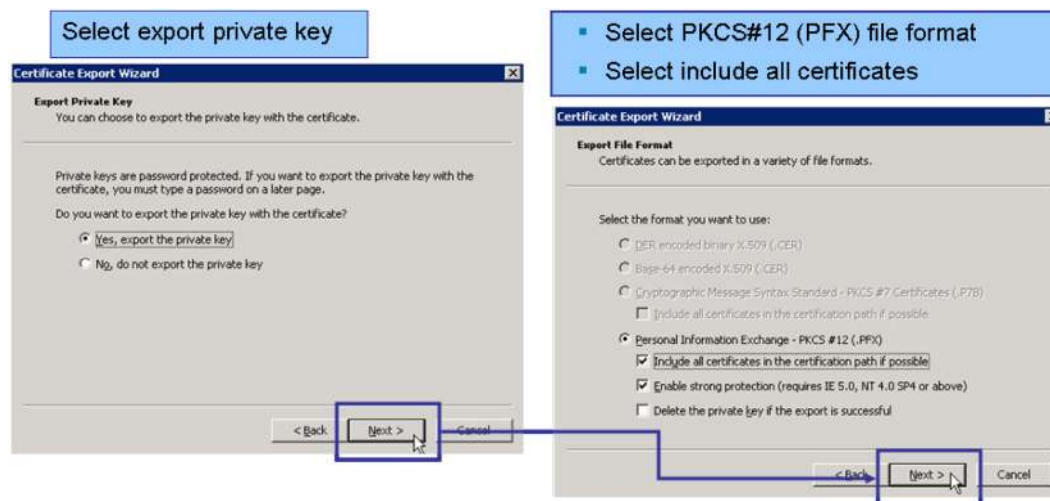 Select export private key
Certificate Export Wizard
Export Private Key
You can choose to export the private key with the certificate.
Private keys are password protected. If you want to export the private key with the
certificate, you must type a password on a later page.
Do you want to export the private key with the certificate?
Yes, export the private key
No, do not export the private key
< Back
Next >
Cancel
Select PKCS#12 (PFX) file format
Select include all certificates
Certificate Export Wizard
Export File Format
Certificates can be exported in a variety of file formats.
Select the format you want to use:
DER encoded binary X.509 (.CER)
Base-64 encoded X.509 (.CER)
Cryptographic Message Syntax Standard - PKCS #7 Certificates (.P7B)
Include all certificates in the certification path if possible
Personal Information Exchange - PKCS #12 (.PFX)
Include all certificates in the certification path if possible
Enable strong protection (requires IE 5.0, NT 4.0 SP4 or above)
Delete the private key if the export is successful
< Back
Next >
Cancel